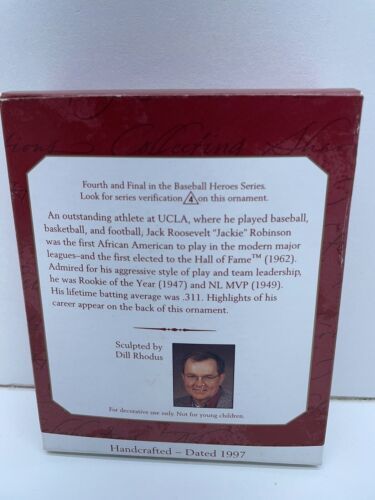 Collecting
Fourth and Final in the Baseball Heroes Series.
Look for series verification 4 on this ornament.
An outstanding athlete at UCLA, where he played baseball,
basketball, and football, Jack Roosevelt "Jackie" Robinson
was the first African American to play in the modern major
leagues–and the first elected to the Hall of Fame™ (1962).
Admired for his aggressive style of play and team leadership,
he was Rookie of the Year (1947) and NL MVP (1949).
His lifetime batting average was .311. Highlights of his
career appear on the back of this ornament.
Sculpted by
Dill Rhodus
For decorative use only. Not for young children.
Handcrafted – Dated 1997